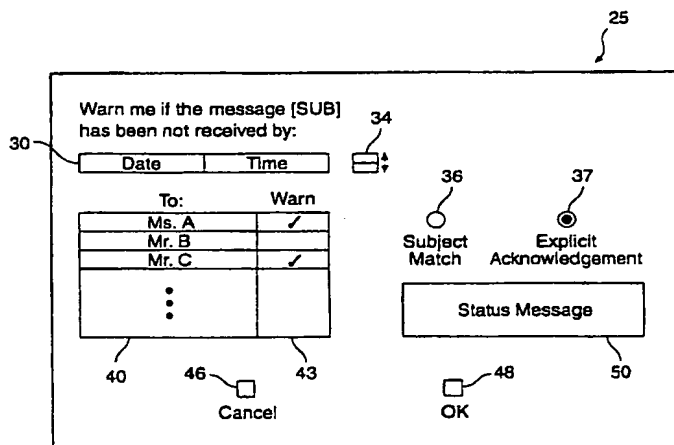 25
Warn me if the message [SUB]
has been not received by:
34
30
Date Time
36 37
To: Warn
Ms. A ✓
Mr. B
Mr. C ✓
Subject
Match
Explicit
Acknowledgement
Status Message
40 46 43 48 50
Cancel OK